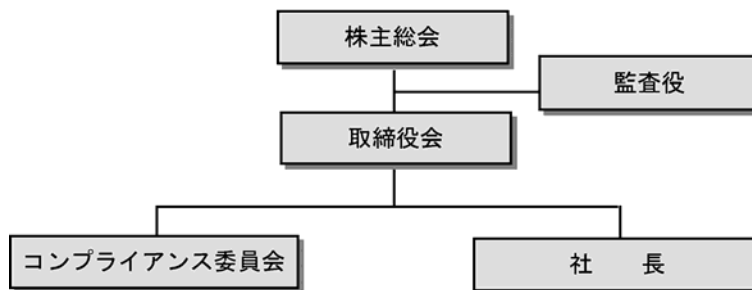 株主総会
監査役
取締役会
コンプライアンス委員会
社　　長